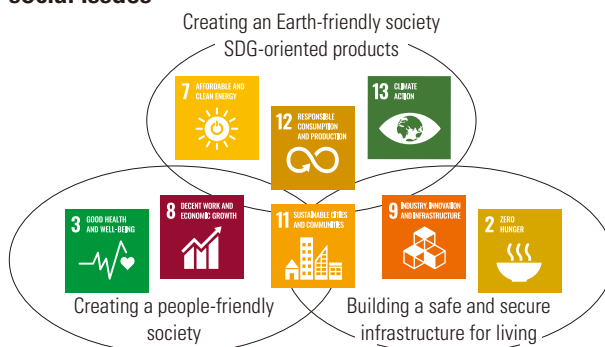 social issues
Creating an Earth-friendly society
SDG-oriented products
7 AFFORDABLE AND
CLEAN ENERGY
12 RESPONSIBLE
CONSUMPTION
AND PRODUCTION
13 CLIMATE
ACTION
3 GOOD HEALTH
AND WELL-BEING
8 DECENT WORK AND
ECONOMIC GROWTH
11 SUSTAINABLE CITIES
AND COMMUNITIES
9 INDUSTRY, INNOVATION
AND INFRASTRUCTURE
2 ZERO
HUNGER
Creating a people-friendly
society
Building a safe and secure
infrastructure for living